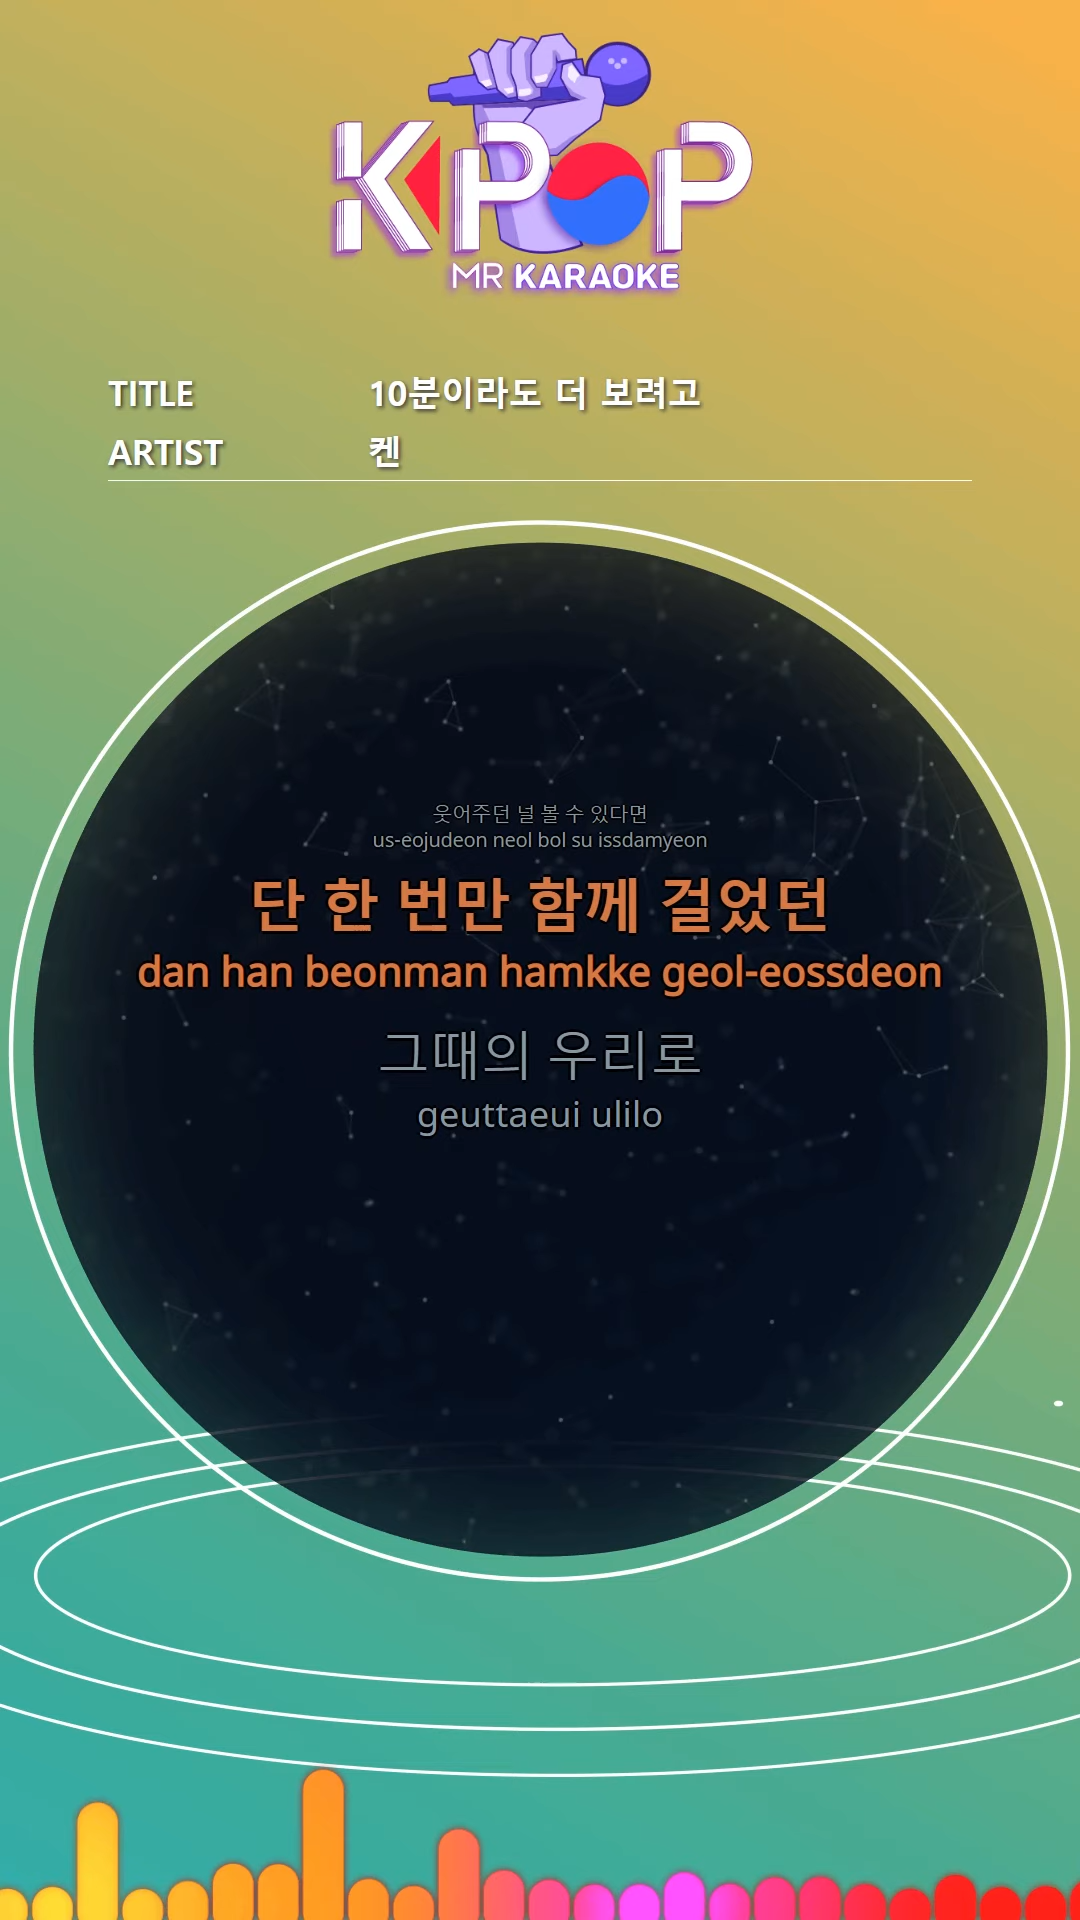 KPOP
MR KARAOKE
TITLE 10분이라도 더 보려고
ARTIST 켄
웃어주던 널 볼 수 있다면
us-eojudeon neol bol su issdamyeon
단 한 번만 함께 걸었던
dan han beonman hamkke geol-eossdeon
그때의 우리로
geuttaeui ulilo